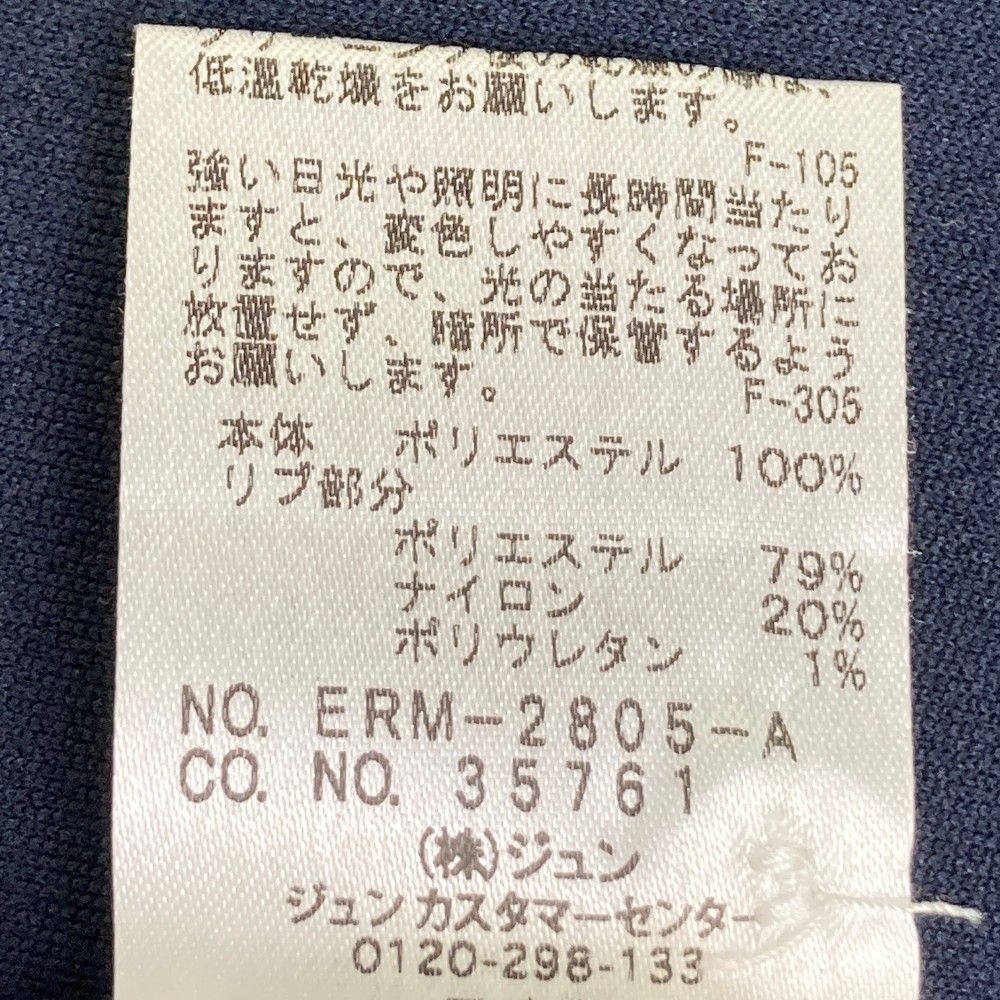 低温乾燥をお願いします。
F-105
強い日光や照明に長時間当たり
ますと、変色しやすくなってお
りますので、光の当たる場所に
放置せず、暗所で保管するよう
お願いします。
F-305
本体 ポリエステル 100%
リブ部分
ポリエステル 79%
ナイロン 20%
ポリウレタン 1%
NO. ERM-2805-A
CO. NO. 35761
(株)ジュン
ジュンカスタマーセンター
0120-298-133